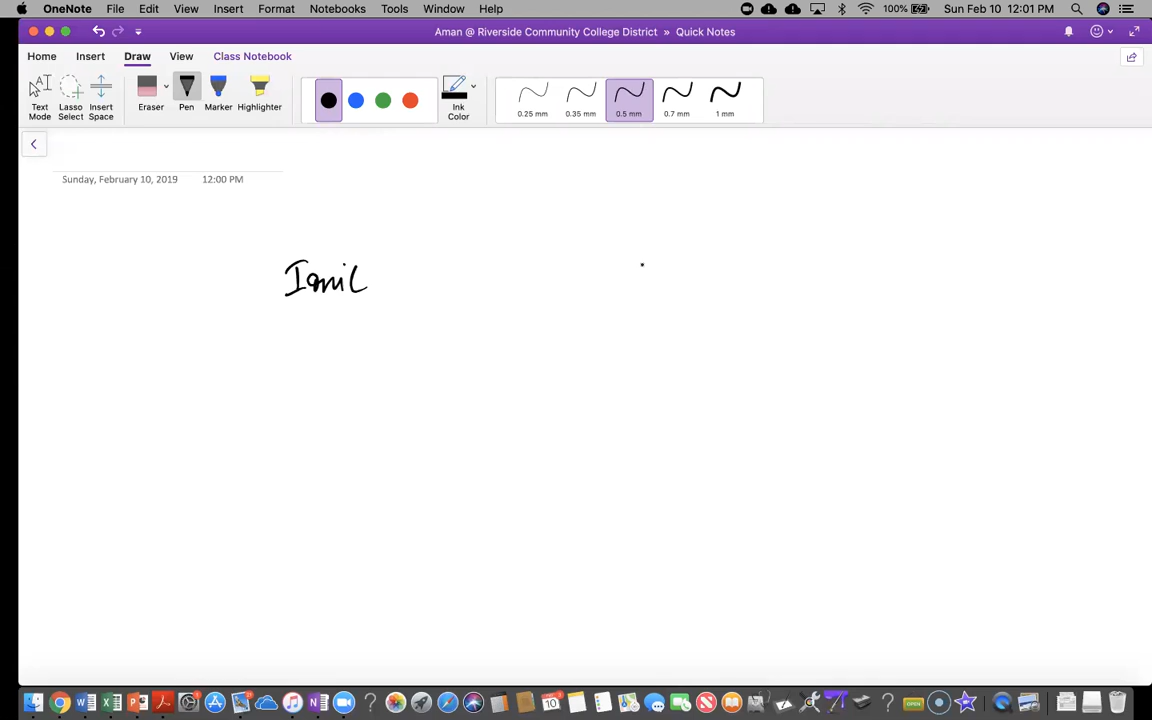 OneNote File Edit View Insert Format Notebooks Tools Window Help 100% Sun Feb 10 12:01 PM
Aman @ Riverside Community College District » Quick Notes
Home Insert Draw View Class Notebook
Text Mode
Lasso Select
Insert Space
Eraser
Pen
Marker
Highlighter
Ink Color
0.25 mm
0.35 mm
0.5 mm
0.7 mm
1 mm
Sunday, February 10, 2019 12:00 PM
10
OPEN